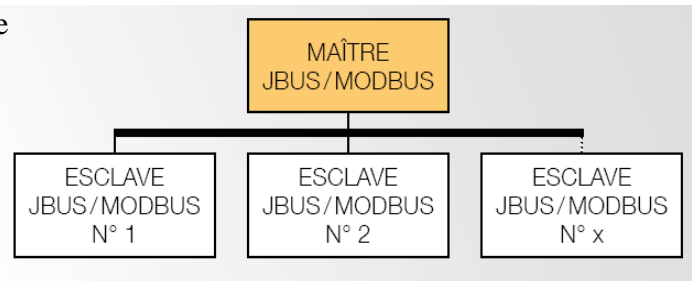 e
MAÎTRE
JBUS/MODBUS
ESCLAVE
JBUS/MODBUS
N° 1
ESCLAVE
JBUS/MODBUS
N° 2
ESCLAVE
JBUS/MODBUS
N° x